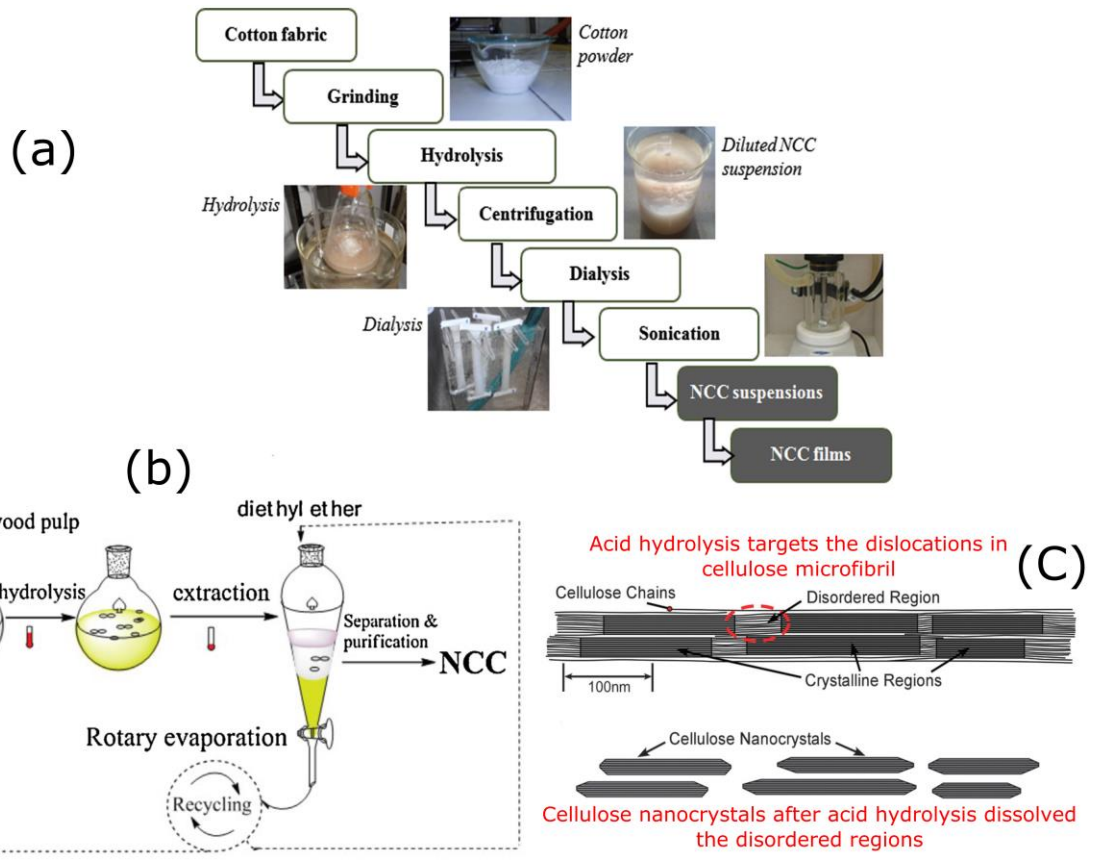 (a)
Cotton fabric
Grinding
Cotton
powder
Hydrolysis
Diluted NCC
suspension
Hydrolysis
Centrifugation
Dialysis
Dialysis
Sonication
NCC suspensions
NCC films
(b)
diethyl ether
ood pulp
hydrolysis
cxtraction
Separation &
purification
NCC
Rotary evaporation
Recycling
(C)
Acid hydrolysis targets the dislocations in
cellulose microfibril
Cellulose Chains
Disordered Region
100nm
Crystalline Regions
Cellulose Nanocrystals
Cellulose nanocrystals after acid hydrolysis dissolved
the disordered regions